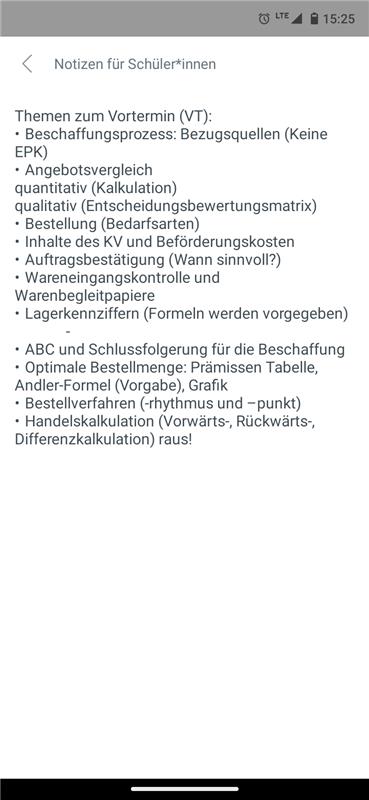 LTE 15:25
Notizen für Schüler*innen
Themen zum Vortermin (VT):
• Beschaffungsprozess: Bezugsquellen (Keine
EPK)
• Angebotsvergleich
quantitativ (Kalkulation)
qualitativ (Entscheidungsbewertungsmatrix)
• Bestellung (Bedarfsarten)
• Inhalte des KV und Beförderungskosten
• Auftragsbestätigung (Wann sinnvoll?)
• Wareneingangskontrolle und
Warenbegleitpapiere
• Lagerkennziffern (Formeln werden vorgegeben)
-
• ABC und Schlussfolgerung für die Beschaffung
• Optimale Bestellmenge: Prämissen Tabelle,
Andler-Formel (Vorgabe), Grafik
• Bestellverfahren (-rhythmus und –punkt)
• Handelskalkulation (Vorwärts-, Rückwärts-,
Differenzkalkulation) raus!